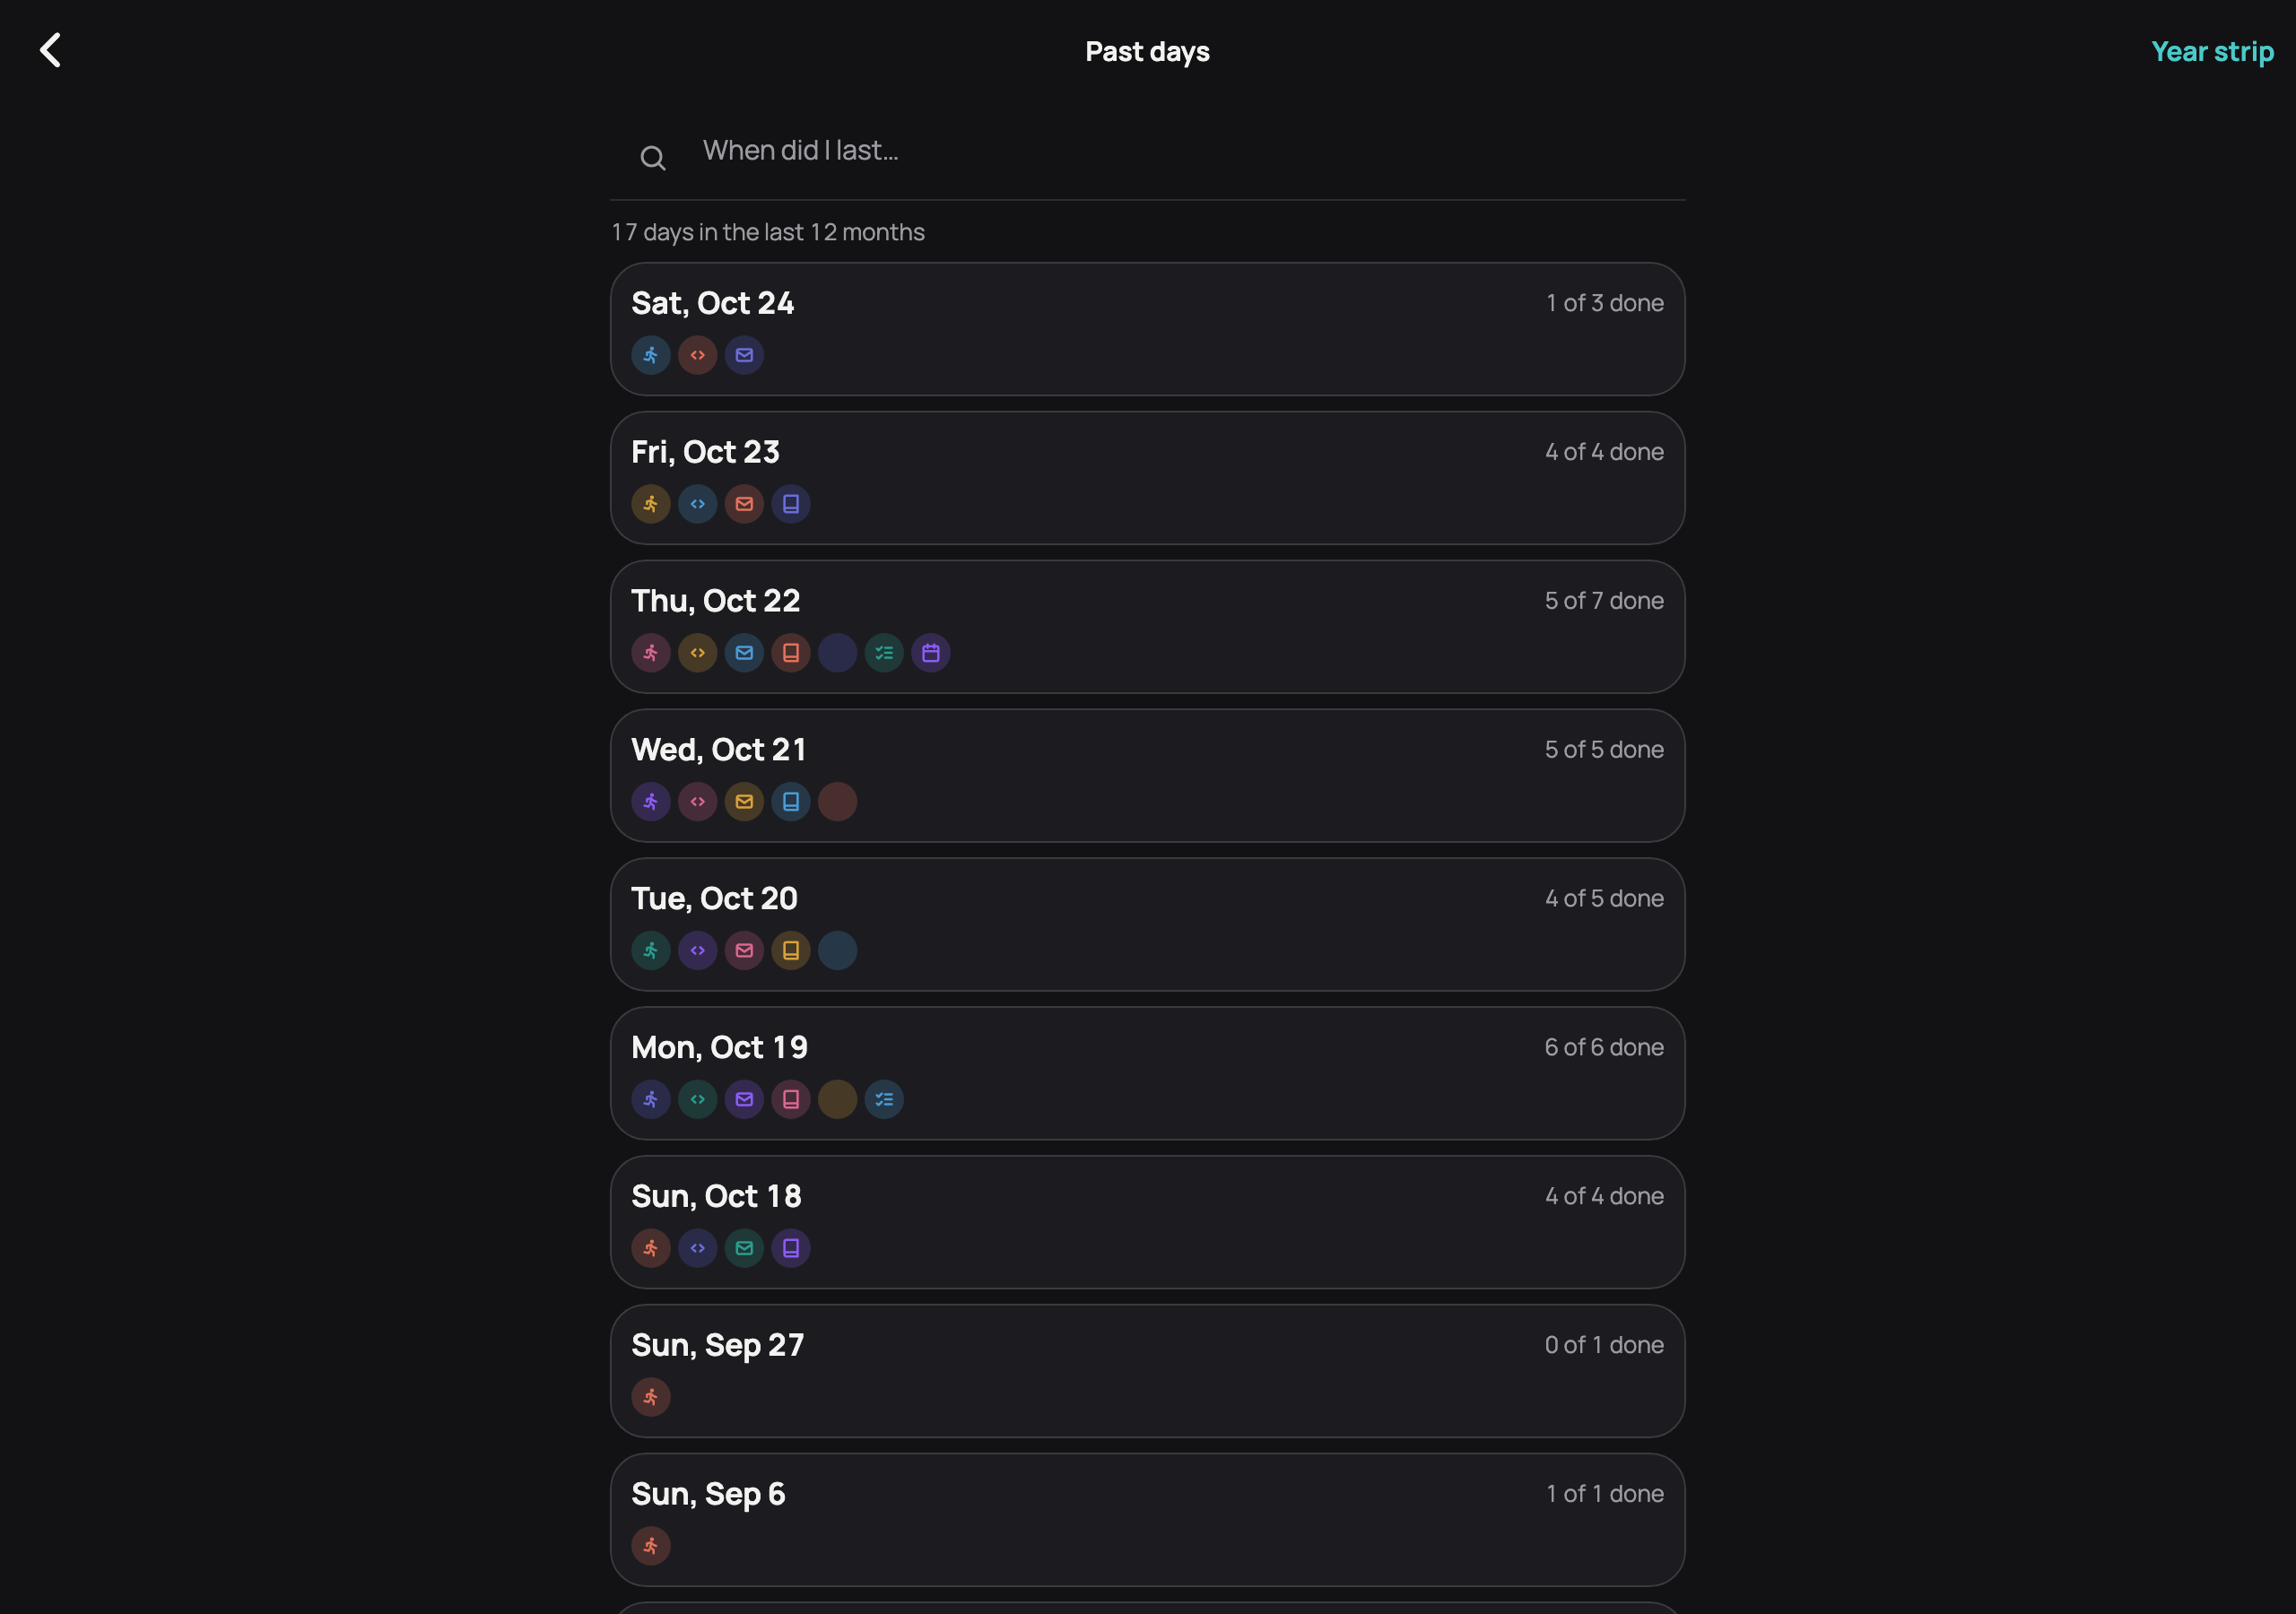 Past days
Year strip
When did I last...
17 days in the last 12 months
Sat, Oct 24
1 of 3 done
Fri, Oct 23
4 of 4 done
Thu, Oct 22
5 of 7 done
Wed, Oct 21
5 of 5 done
Tue, Oct 20
4 of 5 done
Mon, Oct 19
6 of 6 done
Sun, Oct 18
4 of 4 done
Sun, Sep 27
0 of 1 done
Sun, Sep 6
1 of 1 done